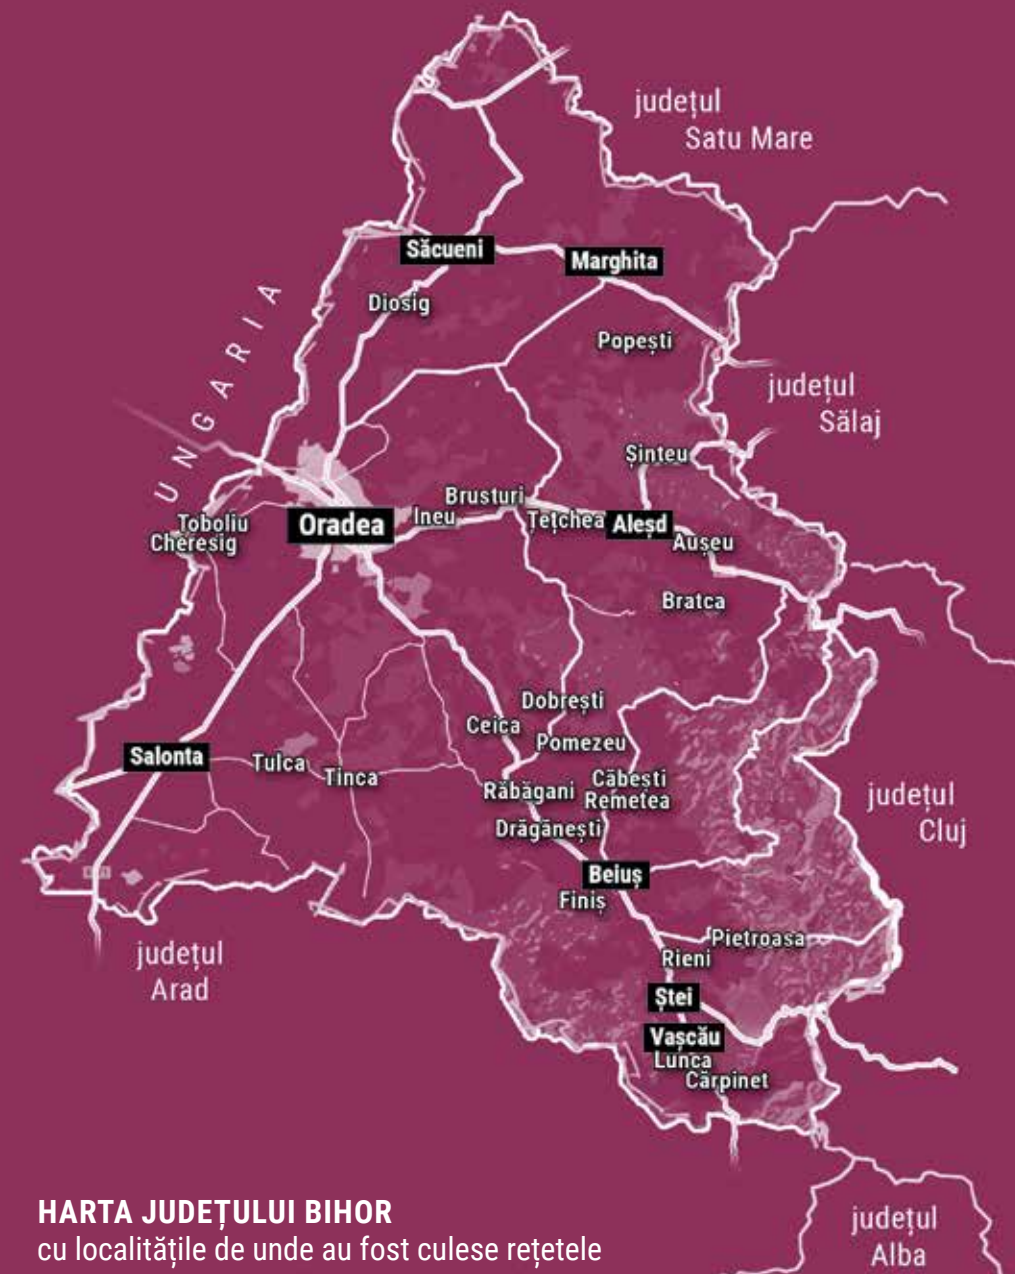 județul
Satu Mare
Săcueni
Marghita
Diosig
UNGARIA
Popești
județul
Sălaj
Șinteu
Brusturi
Toboliu
Oradea
Ineu
Țețchea
Aleșd
Cheresig
Aușeu
Bratca
Dobrești
Ceica
Pomezeu
Salonta
Tulca
Tinca
Căbești
Răbăgani
Remetea
județul
Cluj
Drăgănești
Beiuș
Finiș
Pietroasa
județul
Arad
Rieni
Ștei
Vașcău
Lunca
Cărpinet
HARTA JUDEȚULUI BIHOR
cu localitățile de unde au fost culese rețetele
județul
Alba